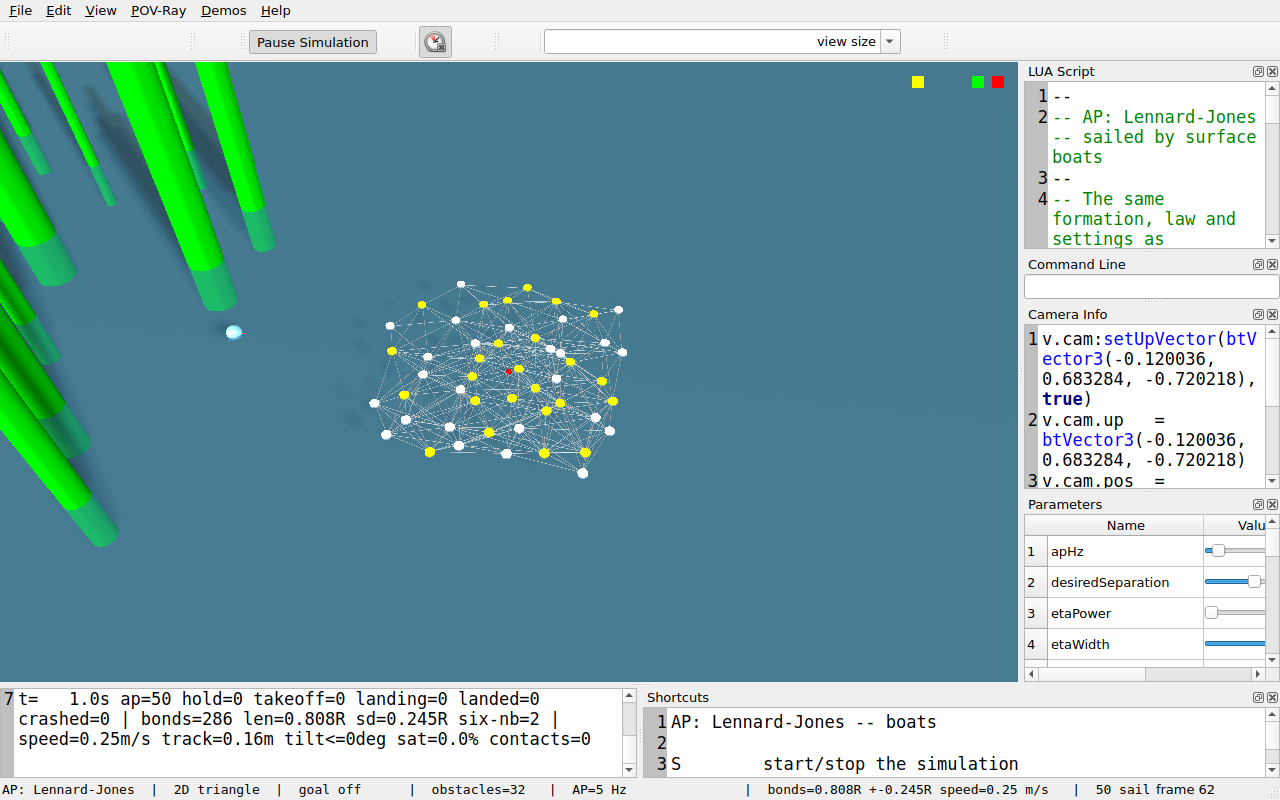 File Edit View POV-Ray Demos Help
Pause Simulation
view size
LUA Script
1 --
2 -- AP: Lennard-Jones
-- sailed by surface
boats
3 --
4 -- The same
formation, law and
settings as
Command Line
Camera Info
1 v.cam:setUpVector(btV
ector3(-0.120036,
0.683284, -0.720218),
true)
2 v.cam.up   =
btVector3(-0.120036,
0.683284, -0.720218)
3 v.cam.pos  =
Parameters
Name Valu
1 apHz
2 desiredSeparation
3 etaPower
4 etaWidth
7 t=   1.0s ap=50 hold=0 takeoff=0 landing=0 landed=0
crashed=0 | bonds=286 len=0.808R sd=0.245R six-nb=2 |
speed=0.25m/s track=0.16m tilt<=0deg sat=0.0% contacts=0
Shortcuts
1 AP: Lennard-Jones -- boats
2
3 S        start/stop the simulation
AP: Lennard-Jones  |  2D triangle  |  goal off      |  obstacles=32   |  AP=5 Hz                        |  bonds=0.808R +-0.245R speed=0.25 m/s   |  50 sail frame 62